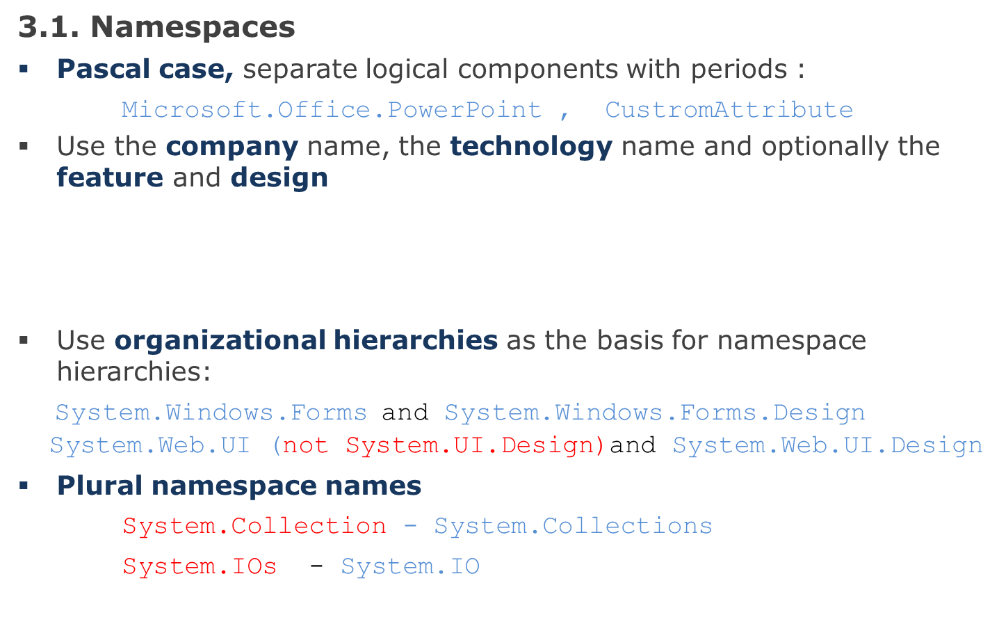 3.1. Namespaces
▪ Pascal case, separate logical components with periods :
Microsoft.Office.PowerPoint , CustromAttribute
▪ Use the company name, the technology name and optionally the
feature and design
▪ Use organizational hierarchies as the basis for namespace
hierarchies:
System.Windows.Forms and System.Windows.Forms.Design
System.Web.UI (not System.UI.Design)and System.Web.UI.Design
▪ Plural namespace names
System.Collection - System.Collections
System.IOs - System.IO